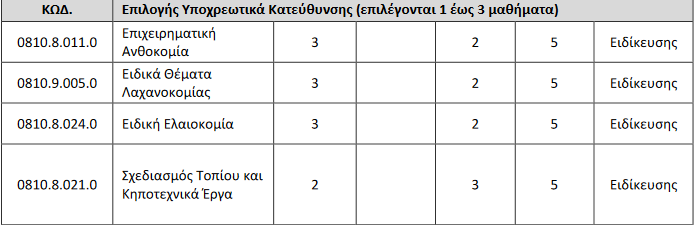 ΚΩΔ. Επιλογής Υποχρεωτικά Κατεύθυνσης (επιλέγονται 1 έως 3 μαθήματα)
0810.8.011.0 Επιχειρηματική Ανθοκομία 3 2 5 Ειδίκευσης
0810.9.005.0 Ειδικά Θέματα Λαχανοκομίας 3 2 5 Ειδίκευσης
0810.8.024.0 Ειδική Ελαιοκομία 3 2 5 Ειδίκευσης
0810.8.021.0 Σχεδιασμός Τοπίου και Κηποτεχνικά Έργα 2 3 5 Ειδίκευσης